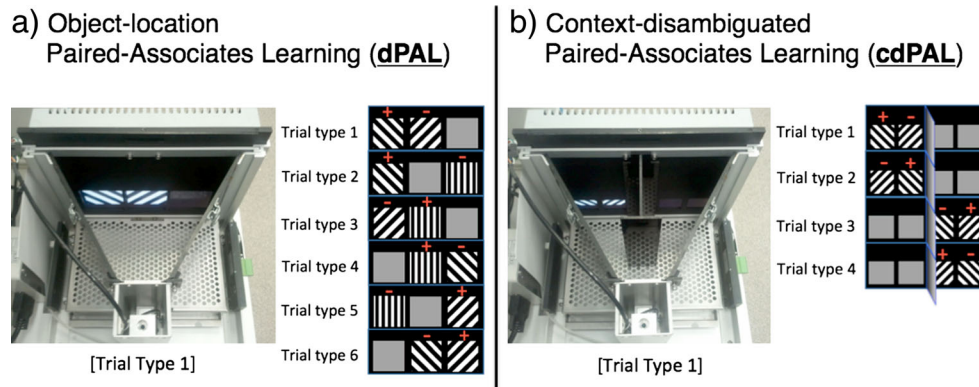 a) Object-location
Paired-Associates Learning (dPAL)
+ -
Trial type 1
+ -
Trial type 2
- +
Trial type 3
+ -
Trial type 4
- +
Trial type 5
- +
Trial type 6
[Trial Type 1]
b) Context-disambiguated
Paired-Associates Learning (cdPAL)
+ -
Trial type 1
- +
Trial type 2
- +
Trial type 3
+ -
Trial type 4
[Trial Type 1]